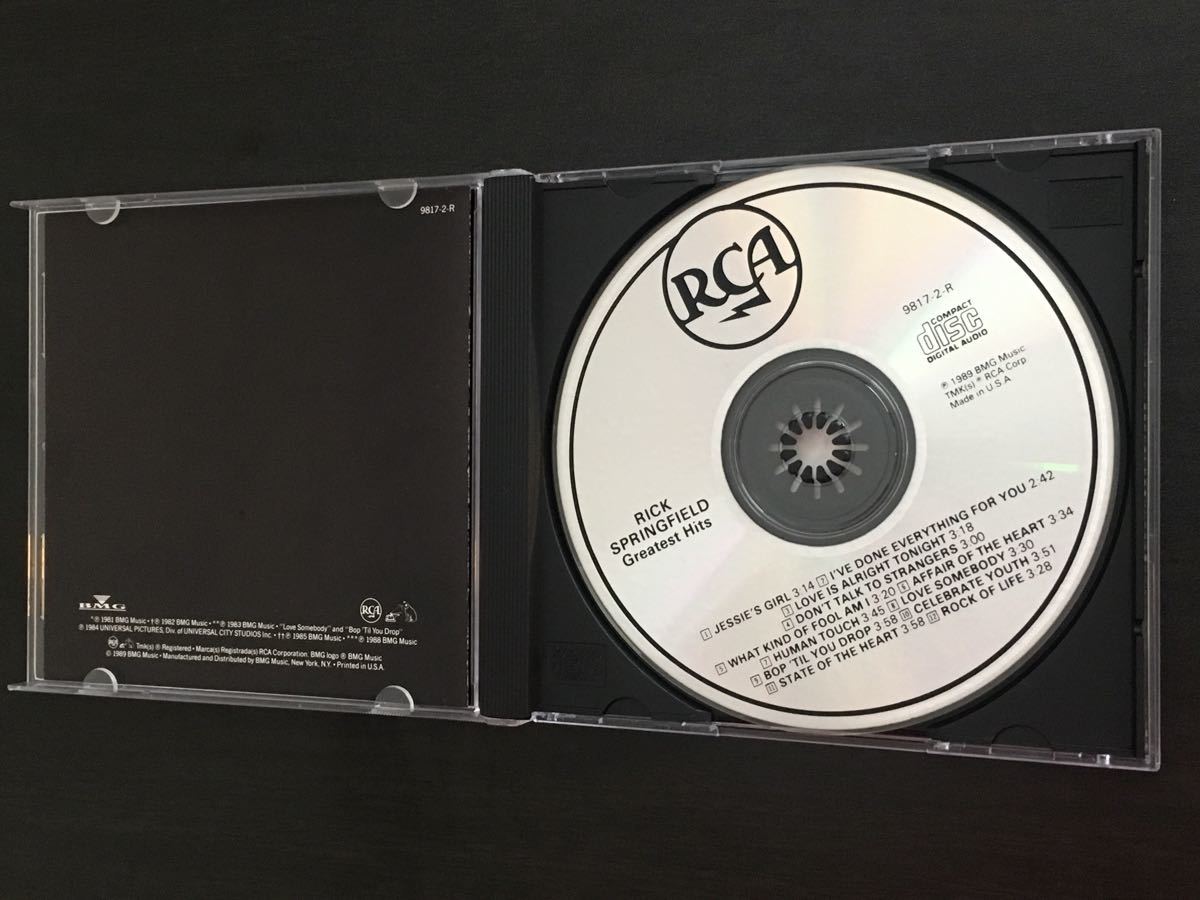 9817-2-R
BMG
RCA
*℗ 1981 BMG Music • †℗ 1982 BMG Music • **℗ 1983 BMG Music • "Love Somebody" and "Bop 'Til You Drop"
℗ 1984 UNIVERSAL PICTURES, Div. of UNIVERSAL CITY STUDIOS Inc. • ††℗ 1985 BMG Music • ***℗ 1988 BMG Music
Tmk(s) ® Registered • Marca(s) Registrada(s) RCA Corporation. BMG logo ® BMG Music
© 1989 BMG Music • Manufactured and Distributed by BMG Music, New York, N.Y. • Printed in U.S.A.
RCA
9817-2-R
COMPACT
disc
DIGITAL AUDIO
℗ 1989 BMG Music
TMK(s) ® RCA Corp
Made in U.S.A
RICK
SPRINGFIELD
Greatest Hits
1 JESSIE'S GIRL 3:14 2 I'VE DONE EVERYTHING FOR YOU 2:42
3 LOVE IS ALRIGHT TONIGHT 3:18
4 DON'T TALK TO STRANGERS 3:00
5 WHAT KIND OF FOOL AM I 3:20 6 AFFAIR OF THE HEART 3:34
7 HUMAN TOUCH 3:45 8 LOVE SOMEBODY 3:30
9 BOP 'TIL YOU DROP 3:58 10 CELEBRATE YOUTH 3:51
11 STATE OF THE HEART 3:58 12 ROCK OF LIFE 3:28